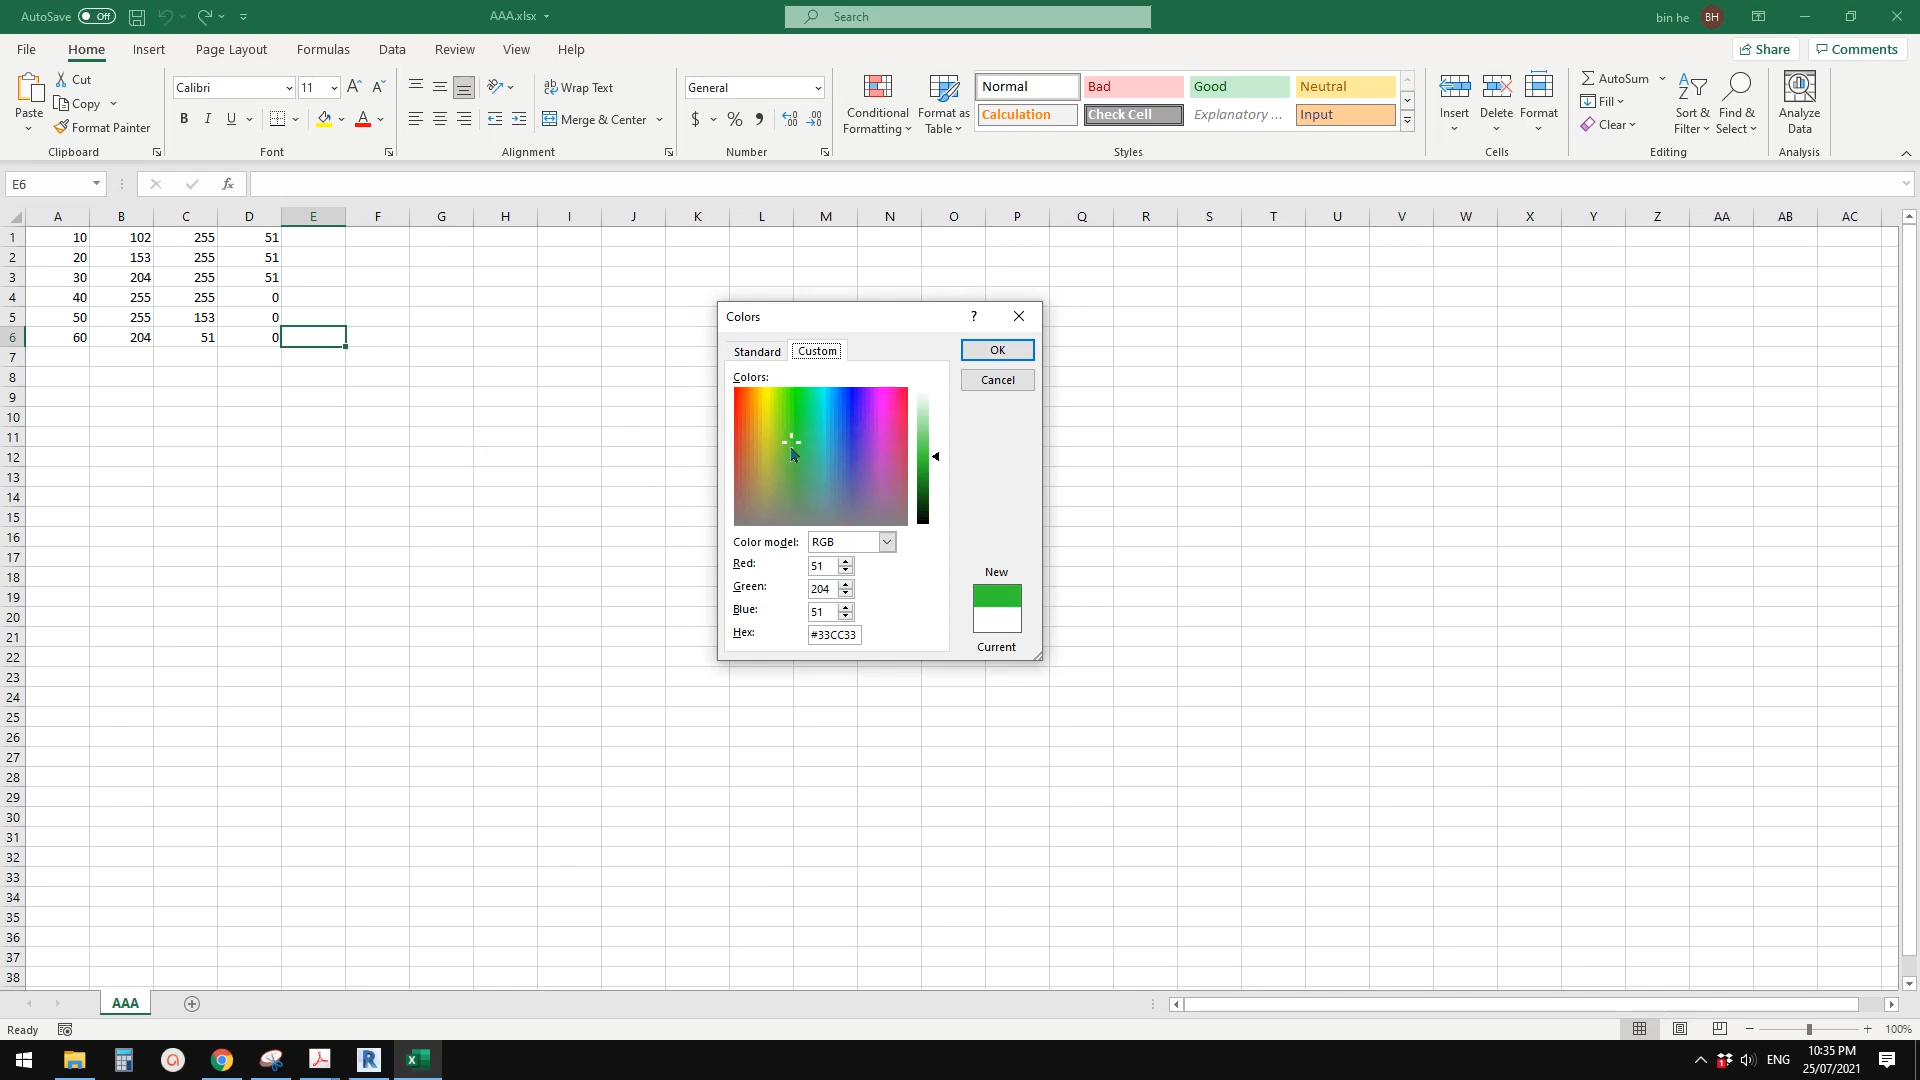 AutoSave Off AAA.xlsx Search bin he BH
File Home Insert Page Layout Formulas Data Review View Help Share Comments
Paste Cut Copy Format Painter
Calibri 11 A A
B I U A
Wrap Text
Merge & Center
General
$ % 9
Conditional Formatting
Format as Table
Normal Bad Good Neutral
Calculation Check Cell Explanatory ... Input
Insert Delete Format
AutoSum
Fill
Clear
Sort & Filter
Find & Select
Analyze Data
Clipboard Font Alignment Number Styles Cells Editing Analysis
E6 fx
A B C D E F G H I J K L M N O P Q R S T U V W X Y Z AA AB AC
1 10 102 255 51
2 20 153 255 51
3 30 204 255 51
4 40 255 255 0
5 50 255 153 0
6 60 204 51 0
7
8
9
10
11
12
13
14
15
16
17
18
19
20
21
22
23
24
25
26
27
28
29
30
31
32
33
34
35
36
37
38
Colors ?
Standard Custom OK
Cancel
Colors:
Color model: RGB
Red: 51
Green: 204
Blue: 51
Hex: #33CC33
New
Current
AAA
Ready 100%
ENG 10:35 PM
25/07/2021